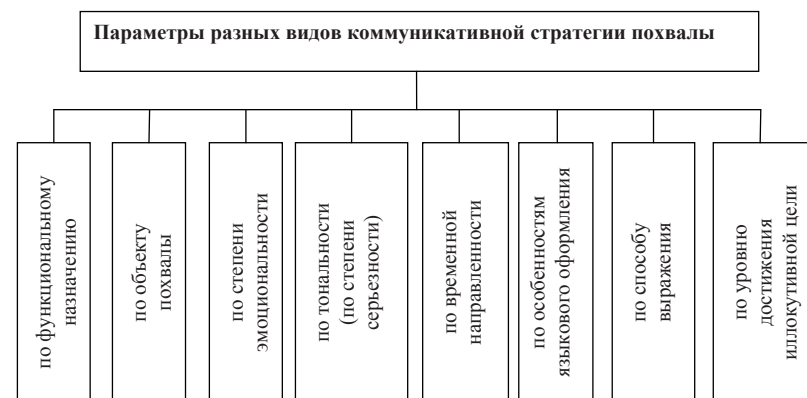 Параметры разных видов коммуникативной стратегии похвалы
по функциональному
назначению
по объекту
похвалы
по степени
эмоциональности
по тональности
(по степени
серьезности)
по временной
направленности
по особенностям
языкового оформления
по способу
выражения
по уровню
достижения
иллокутивной цели